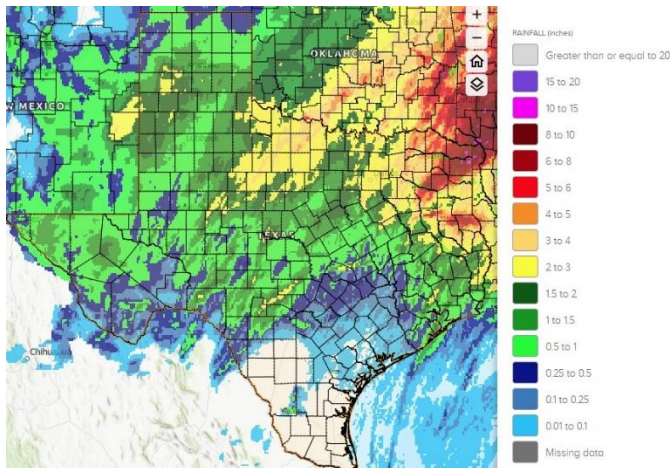 +
−
OKLAHOMA
W MEXICO
TEXAS
RAINFALL (inches)
Greater than or equal to 20
15 to 20
10 to 15
8 to 10
6 to 8
5 to 6
4 to 5
3 to 4
2 to 3
1.5 to 2
1 to 1.5
0.5 to 1
0.25 to 0.5
0.1 to 0.25
0.01 to 0.1
Missing data